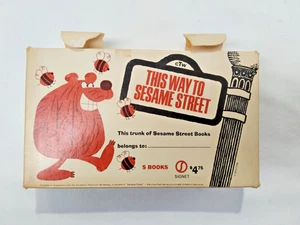 CTW
THIS WAY TO
SESAME STREET
This trunk of Sesame Street Books
belongs to:
5 BOOKS
SIGNET
$4.75